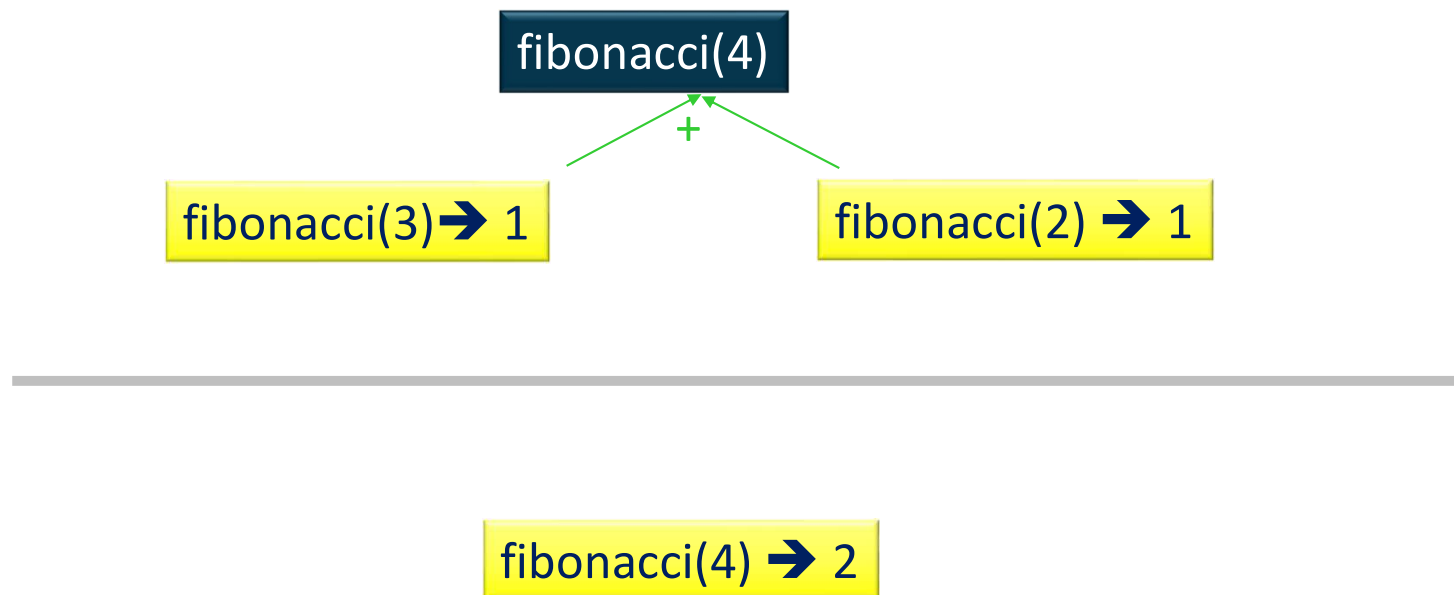 fibonacci(4)
+
fibonacci(3)➔ 1
fibonacci(2) ➔ 1
fibonacci(4) ➔ 2